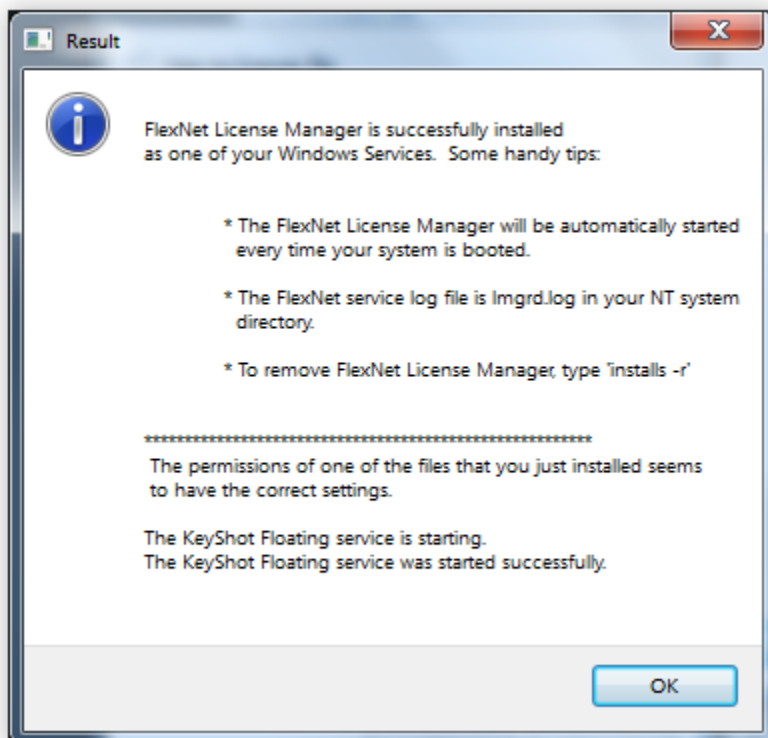 Result
FlexNet License Manager is successfully installed
as one of your Windows Services. Some handy tips:
* The FlexNet License Manager will be automatically started
every time your system is booted.
* The FlexNet service log file is lmgrd.log in your NT system
directory.
* To remove FlexNet License Manager, type 'installs -r'
********************************************************
The permissions of one of the files that you just installed seems
to have the correct settings.
The KeyShot Floating service is starting.
The KeyShot Floating service was started successfully.
OK